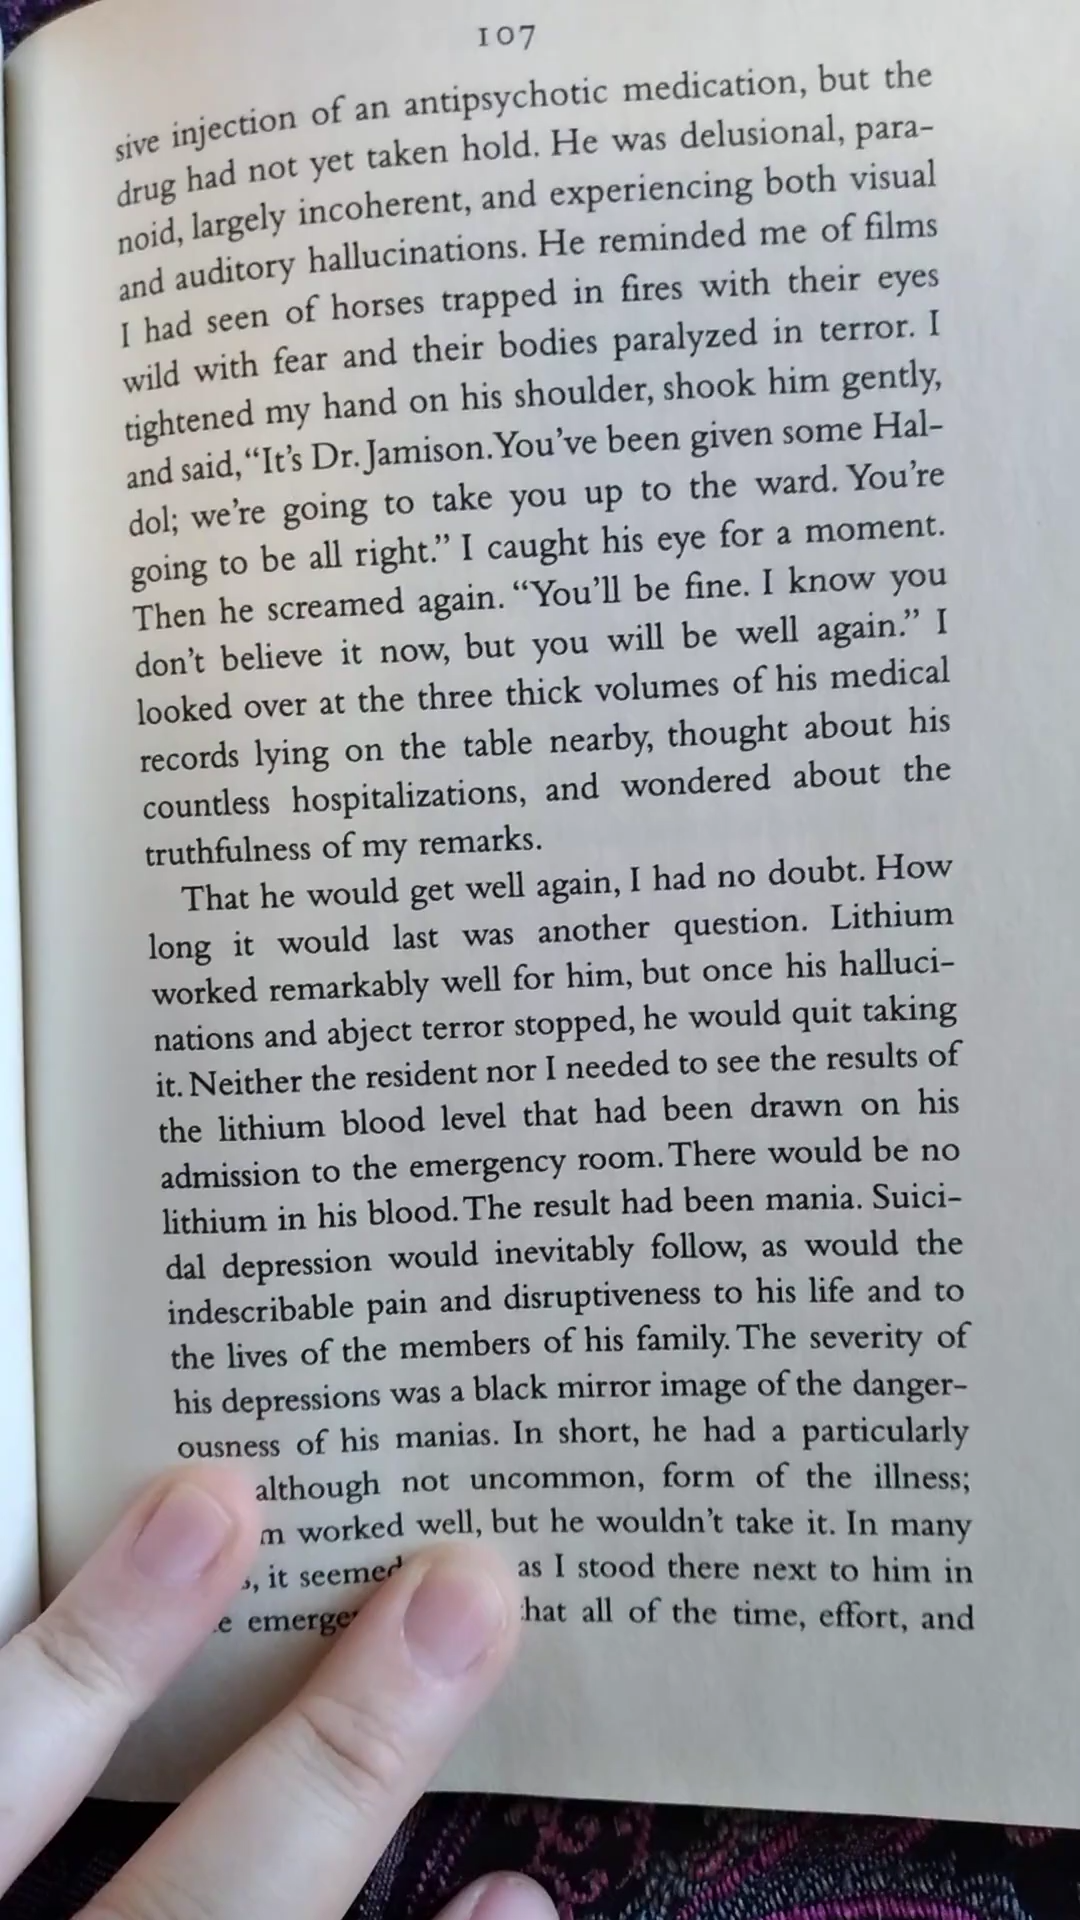 107
sive injection of an antipsychotic medication, but the
drug had not yet taken hold. He was delusional, para-
noid, largely incoherent, and experiencing both visual
and auditory hallucinations. He reminded me of films
I had seen of horses trapped in fires with their eyes
wild with fear and their bodies paralyzed in terror. I
tightened my hand on his shoulder, shook him gently,
and said, “It’s Dr. Jamison. You’ve been given some Hal-
dol; we’re going to take you up to the ward. You’re
going to be all right.” I caught his eye for a moment.
Then he screamed again. “You’ll be fine. I know you
don’t believe it now, but you will be well again.” I
looked over at the three thick volumes of his medical
records lying on the table nearby, thought about his
countless hospitalizations, and wondered about the
truthfulness of my remarks.
That he would get well again, I had no doubt. How
long it would last was another question. Lithium
worked remarkably well for him, but once his halluci-
nations and abject terror stopped, he would quit taking
it. Neither the resident nor I needed to see the results of
the lithium blood level that had been drawn on his
admission to the emergency room. There would be no
lithium in his blood. The result had been mania. Suici-
dal depression would inevitably follow, as would the
indescribable pain and disruptiveness to his life and to
the lives of the members of his family. The severity of
his depressions was a black mirror image of the danger-
ousness of his manias. In short, he had a particularly
although not uncommon, form of the illness;
worked well, but he wouldn’t take it. In many
it seemed as I stood there next to him in
all of the time, effort, and